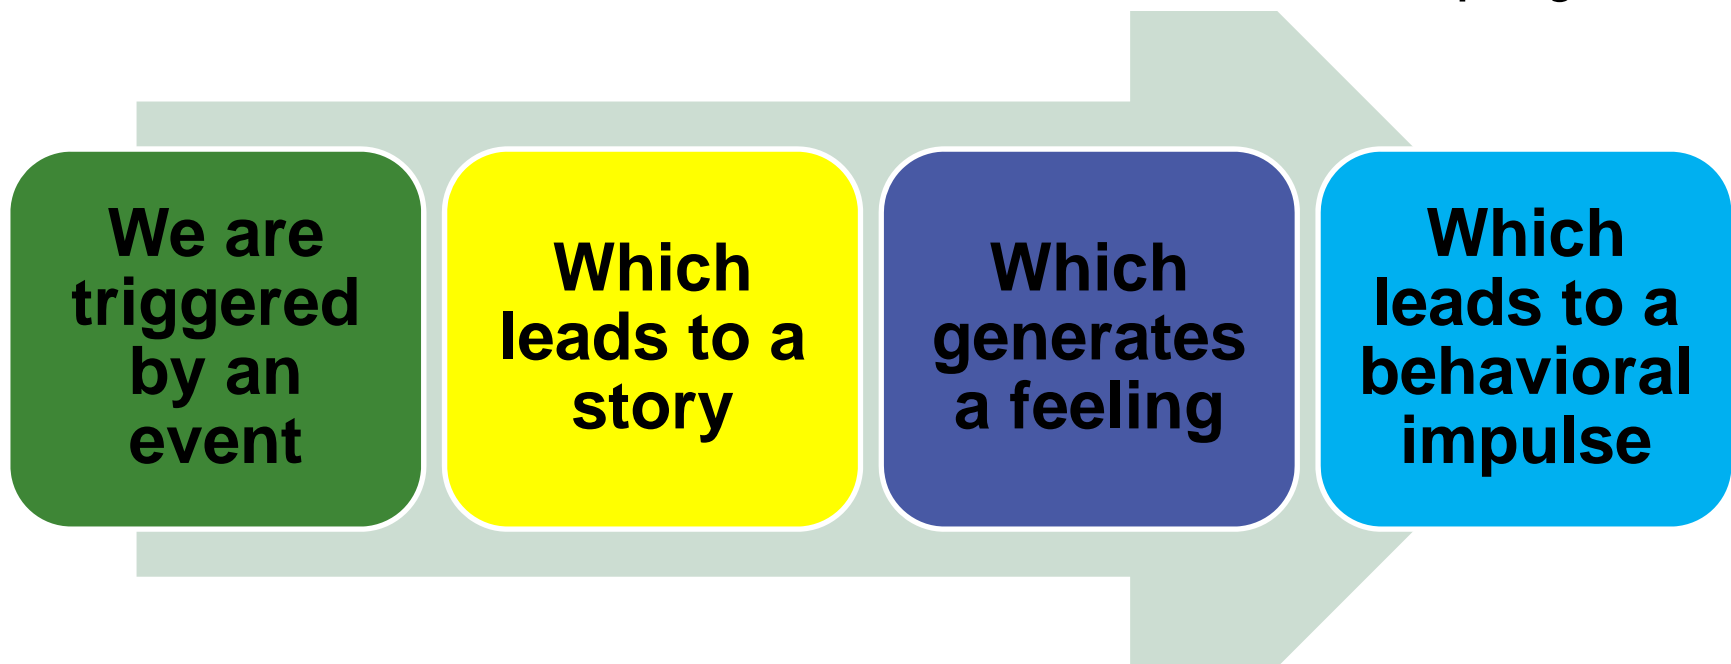 We are
triggered
by an
event
Which
leads to a
story
Which
generates
a feeling
Which
leads to a
behavioral
impulse